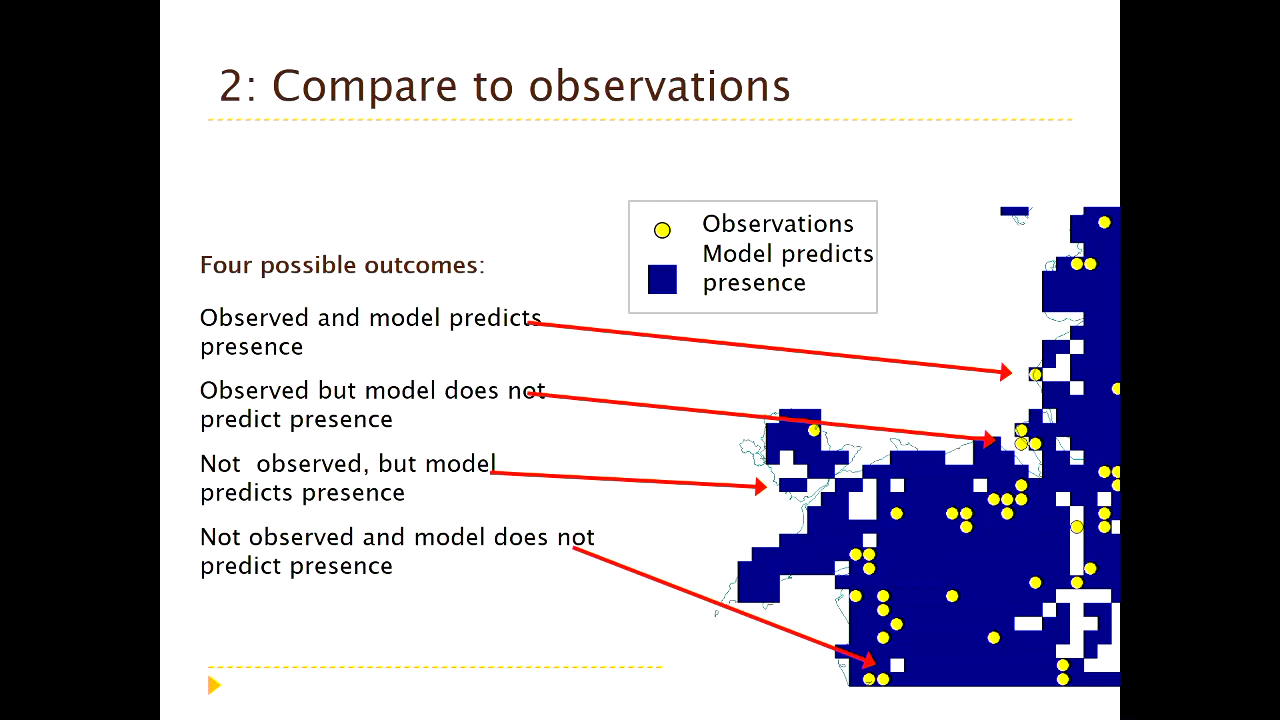 2: Compare to observations
Observations
Model predicts
presence
Four possible outcomes:
Observed and model predicts
presence
Observed but model does not
predict presence
Not  observed, but model
predicts presence
Not observed and model does not
predict presence